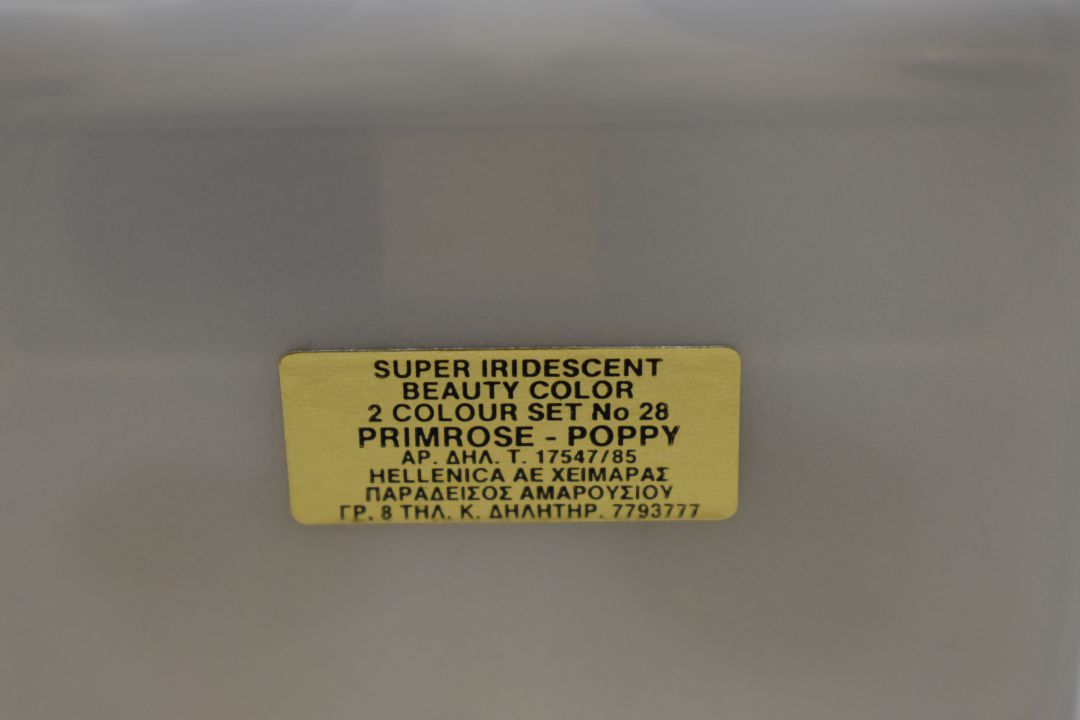 SUPER IRIDESCENT
BEAUTY COLOR
2 COLOUR SET No 28
PRIMROSE - POPPY
ΑΡ. ΔΗΛ. Τ. 17547/85
HELLENICA AE ΧΕΙΜΑΡΑΣ
ΠΑΡΑΔΕΙΣΟΣ ΑΜΑΡΟΥΣΙΟΥ
ΓΡ. 8 ΤΗΛ. Κ. ΔΗΛΗΤΗΡ. 7793777